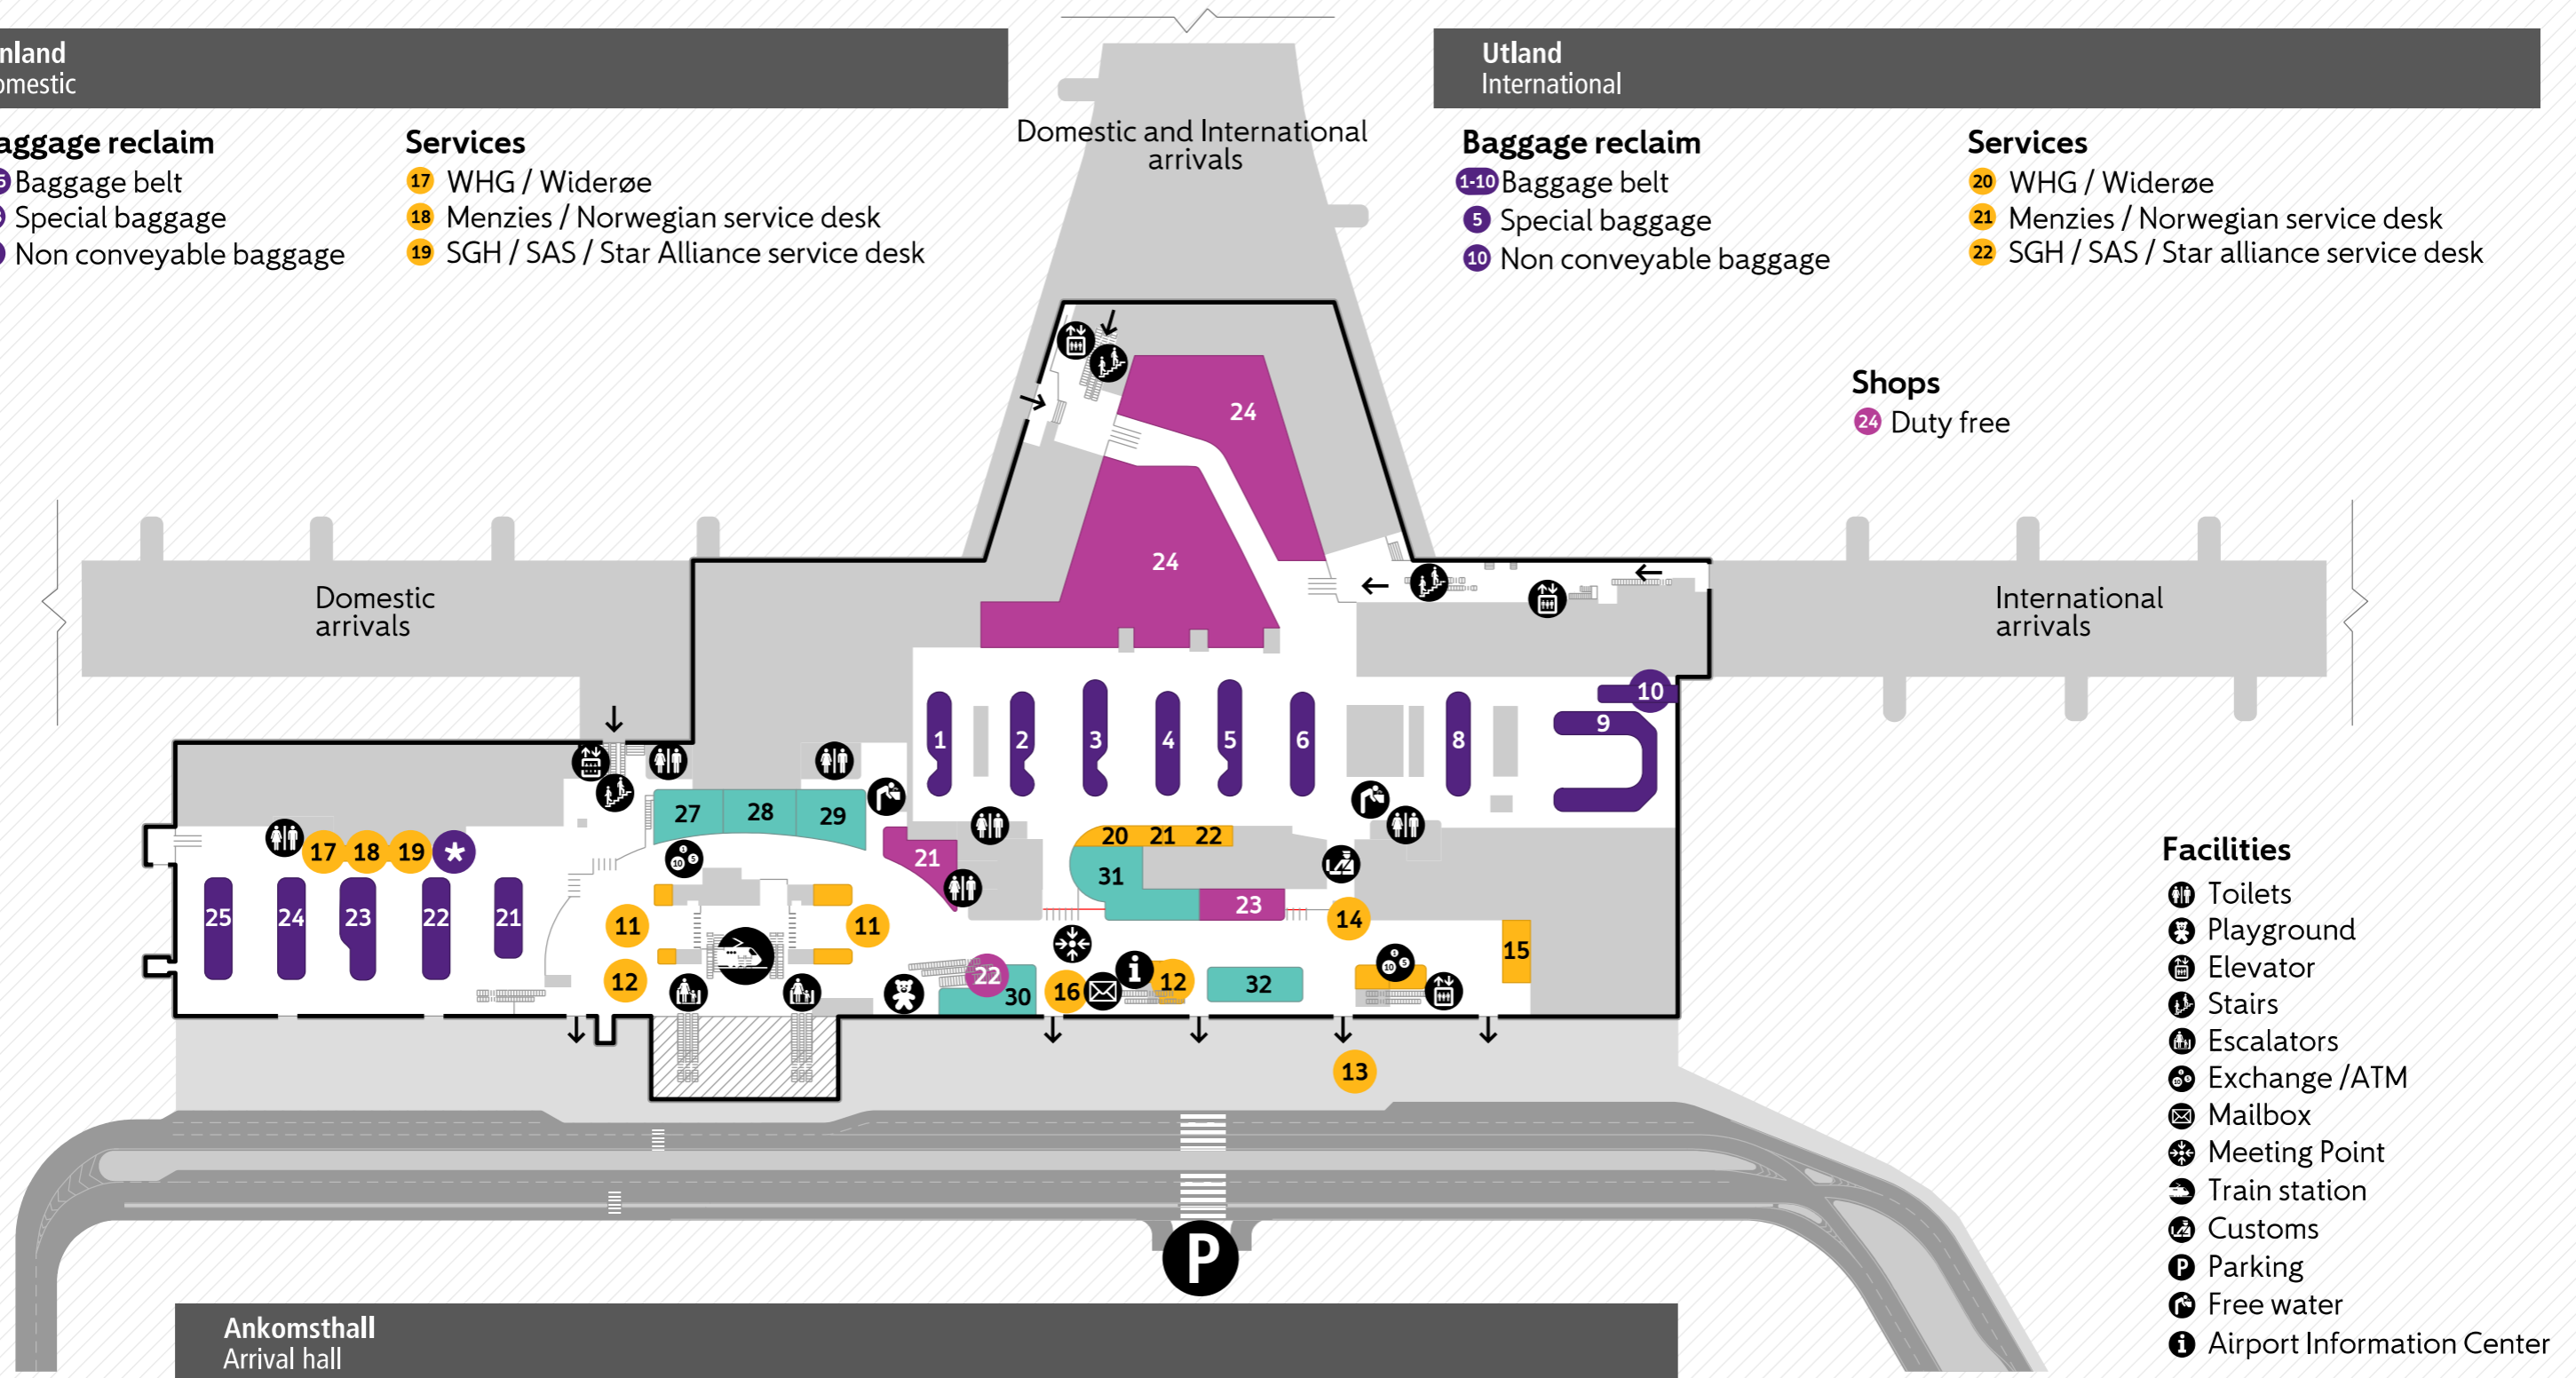 nland
omestic
aggage reclaim
Baggage belt
Special baggage
Non conveyable baggage
Services
17 WHG / Widerøe
18 Menzies / Norwegian service desk
19 SGH / SAS / Star Alliance service desk
Domestic and International
arrivals
Utland
International
Baggage reclaim
1-10 Baggage belt
5 Special baggage
10 Non conveyable baggage
Services
20 WHG / Widerøe
21 Menzies / Norwegian service desk
22 SGH / SAS / Star alliance service desk
Shops
24 Duty free
24
24
Domestic
arrivals
International
arrivals
10
9
1 2 3 4 5 6 8
27 28 29
20 21 22
17 18 19 *
21
31
23
25 24 23 22 21
11 11
14
15
12
22
30
16
12
32
13
P
Facilities
Toilets
Playground
Elevator
Stairs
Escalators
Exchange /ATM
Mailbox
Meeting Point
Train station
Customs
P Parking
Free water
i Airport Information Center
Ankomsthall
Arrival hall